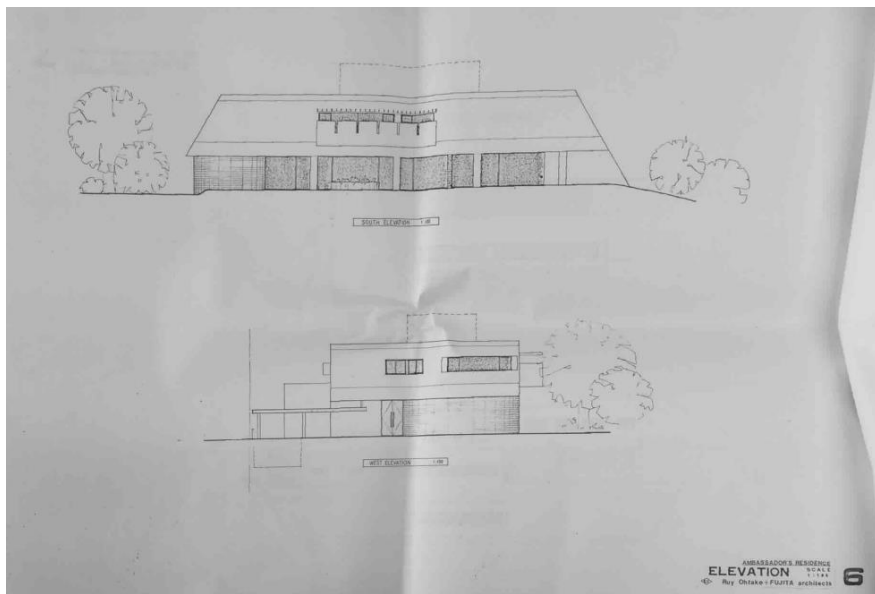 SOUTH ELEVATION 1:100
WEST ELEVATION 1:100
AMBASSADOR'S RESIDENCE
ELEVATION SCALE 1:100
Ruy Ohtake + FUJITA architects
6